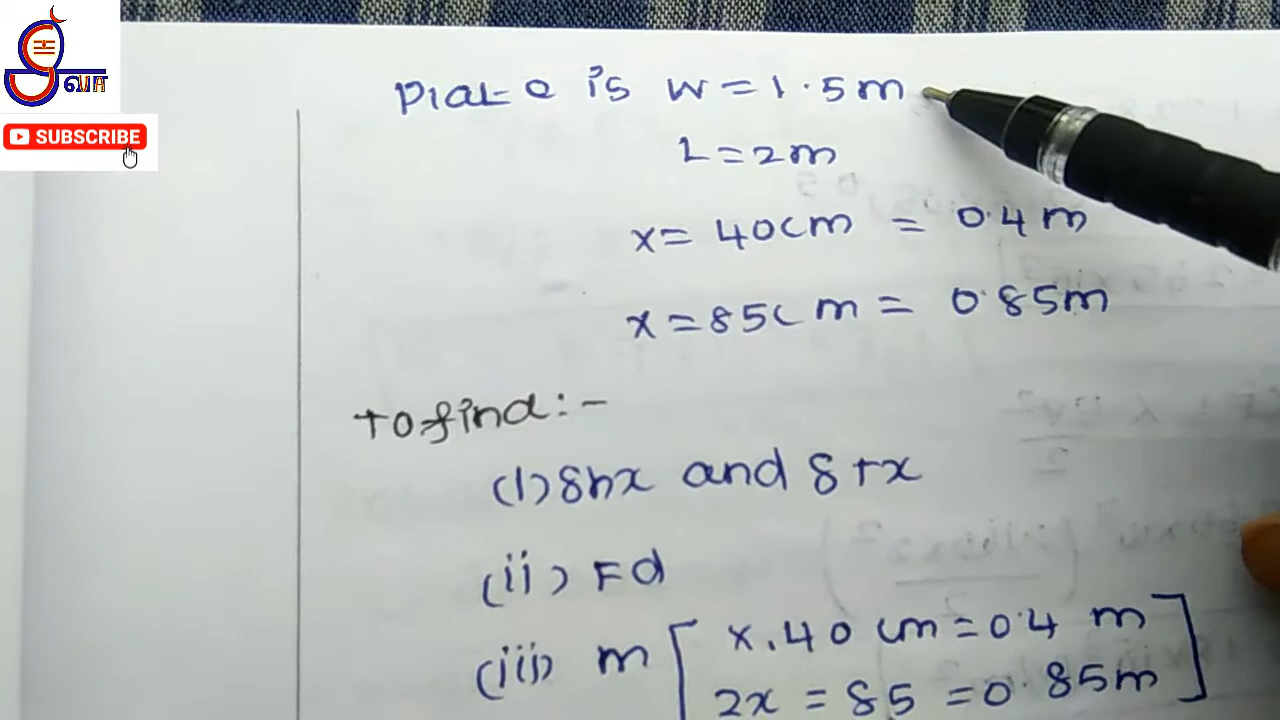 சிவா
SUBSCRIBE
Plate is W = 1.5m
L = 2m
x = 40cm = 0.4 m
x = 85cm = 0.85m
To find:-
(i) δhx and δTx
(ii) Fd
(iii) m [ x.40 cm = 0.4 m
2x = 85 = 0.85m ]